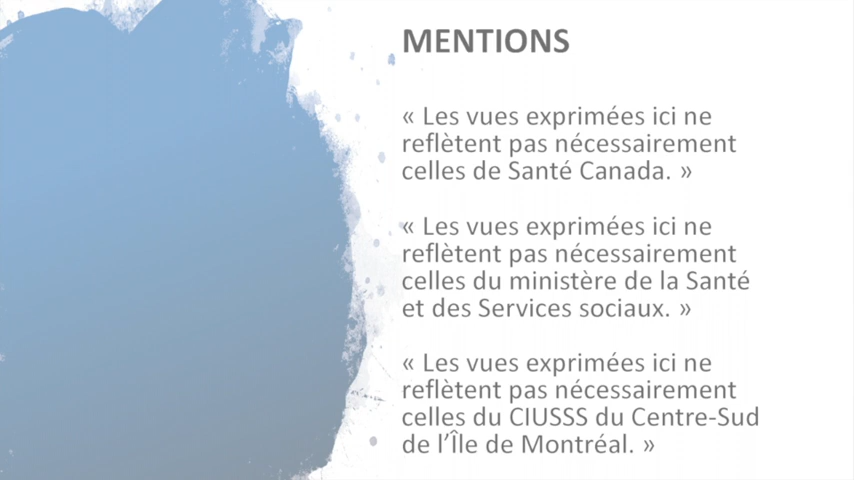 MENTIONS
« Les vues exprimées ici ne
reflètent pas nécessairement
celles de Santé Canada. »
« Les vues exprimées ici ne
reflètent pas nécessairement
celles du ministère de la Santé
et des Services sociaux. »
« Les vues exprimées ici ne
reflètent pas nécessairement
celles du CIUSSS du Centre-Sud
de l’Île de Montréal. »